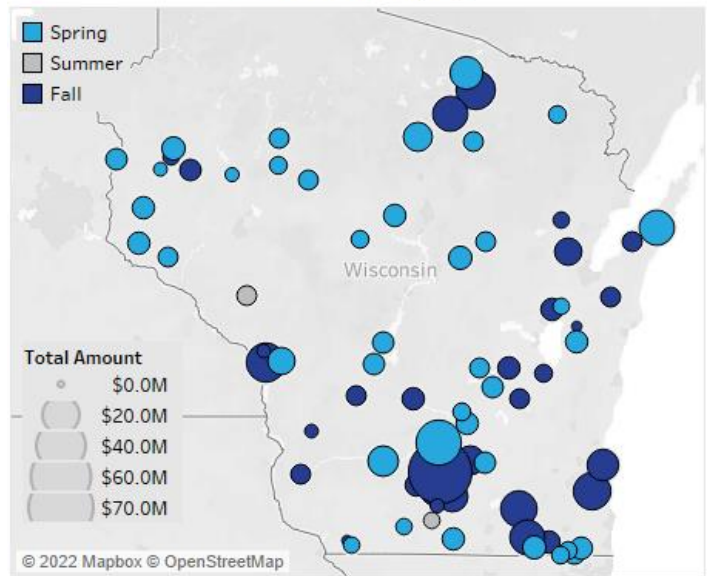 Spring
Summer
Fall
Wisconsin
Total Amount
$0.0M
$20.0M
$40.0M
$60.0M
$70.0M
© 2022 Mapbox © OpenStreetMap